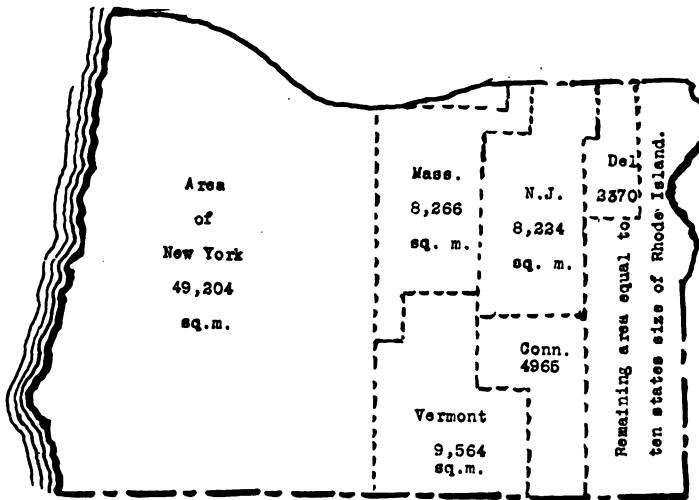 Area
of
New York
49,204
sq.m.
Mass.
8,266
sq. m.
N.J.
8,224
sq. m.
Del
2370
Conn.
4965
Vermont
9,564
sq.m.
Remaining area equal to
ten states size of Rhode Island.